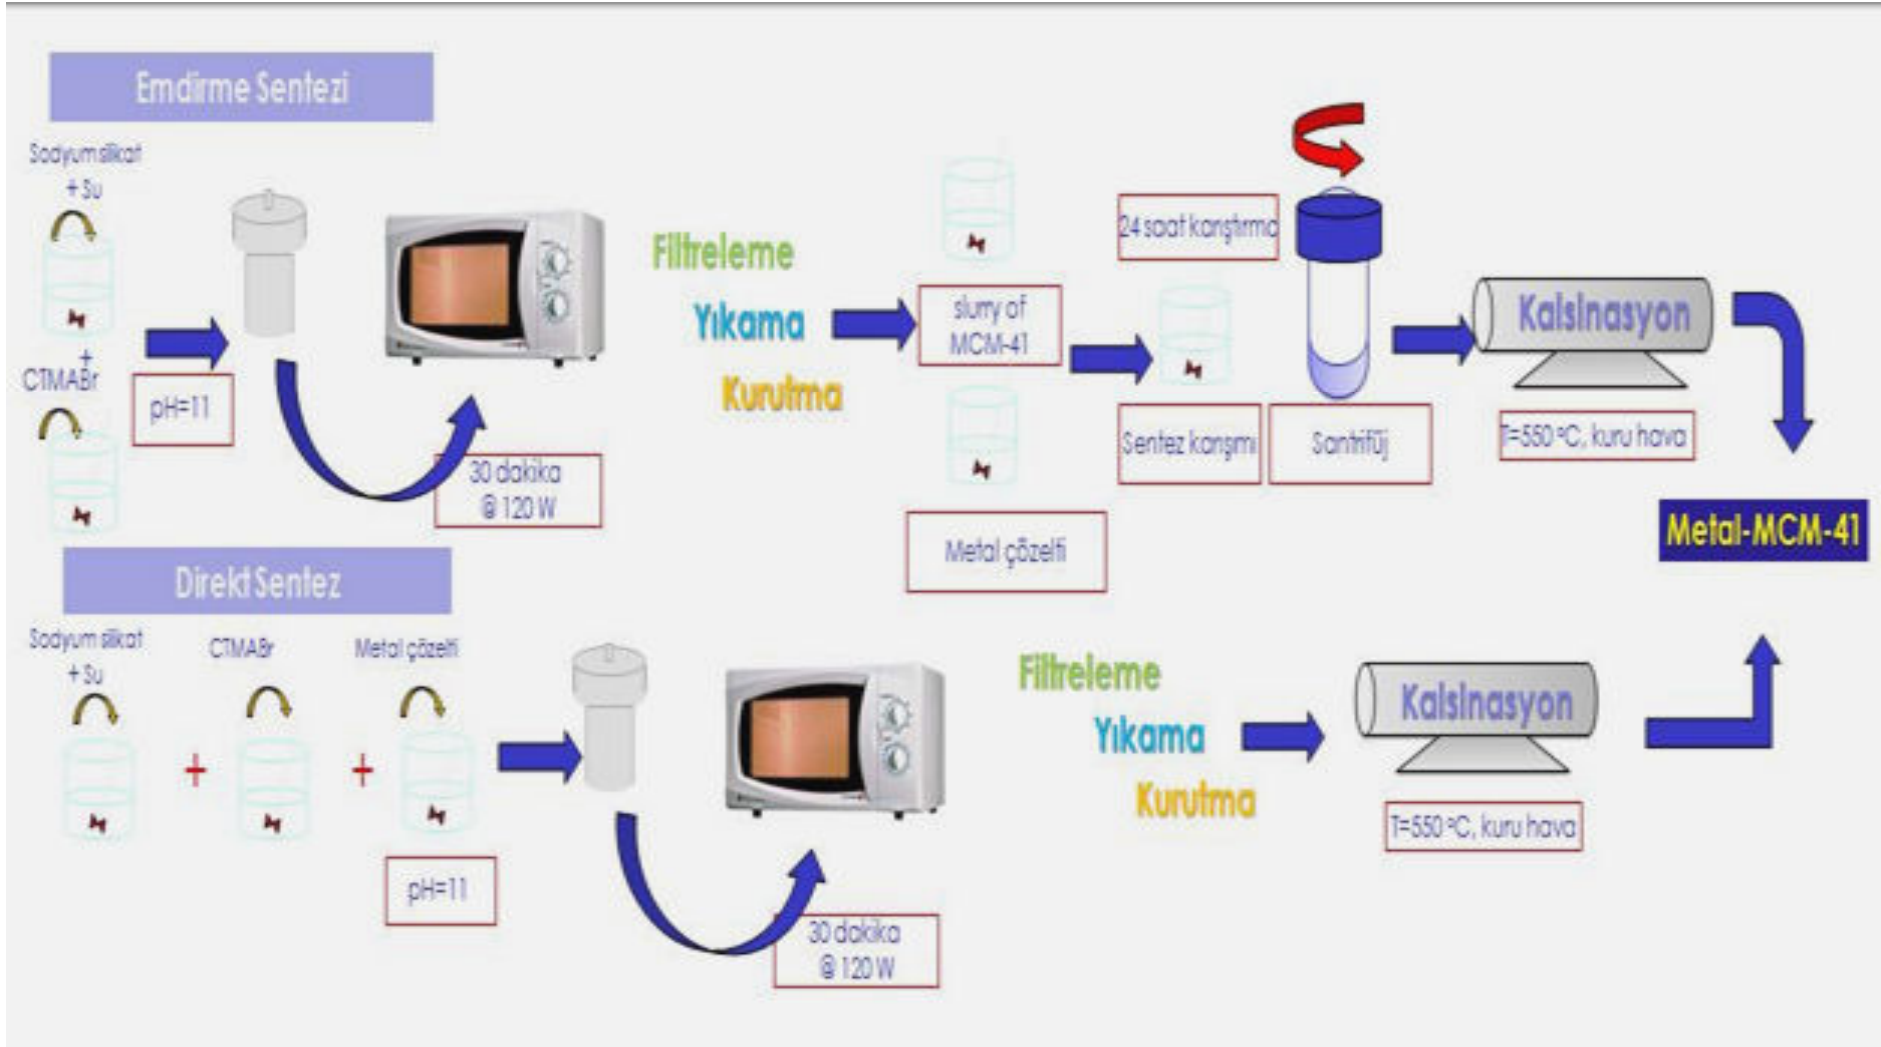 Emdirme Sentezi
Sodyum silikat
+ Su
+
CTMABr
pH=11
30 dakika
@ 120 W
Filtreleme
Yıkama
Kurutma
slurry of
MCM-41
Metal çözelti
24 saat karıştırma
Sentez karışımı
Santrifüj
Kalsinasyon
T=550 °C, kuru hava
Metal-MCM-41
Direkt Sentez
Sodyum silikat
+ Su
+
CTMABr
+
Metal çözelti
pH=11
30 dakika
@ 120 W
Filtreleme
Yıkama
Kurutma
Kalsinasyon
T=550 °C, kuru hava